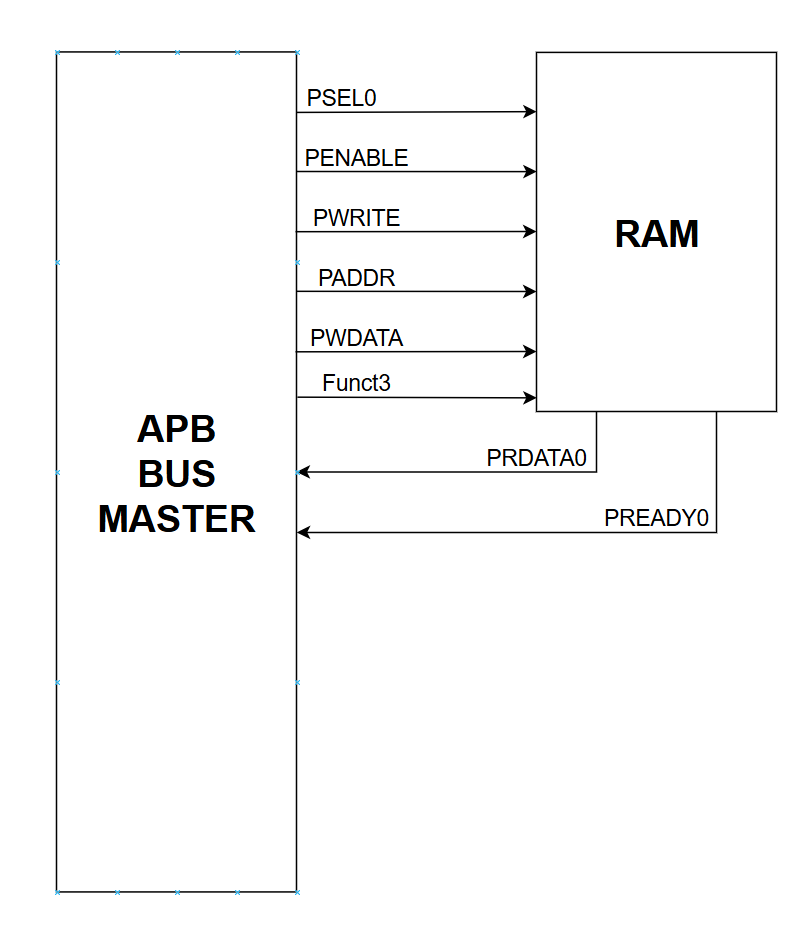 PSEL0
PENABLE
PWRITE
RAM
PADDR
PWDATA
Funct3
APB
BUS
MASTER
PRDATA0
PREADY0